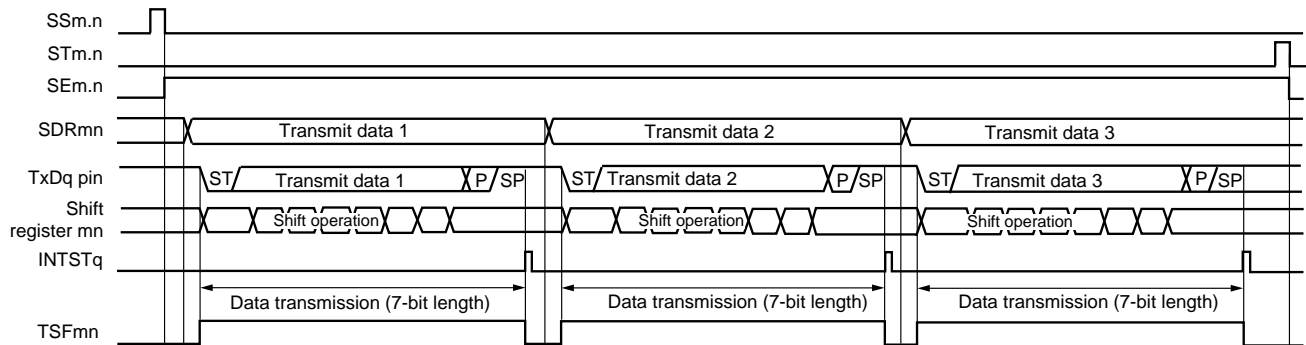 SSm.n
STm.n
SEm.n
SDRmn Transmit data 1 Transmit data 2 Transmit data 3
TxDq pin ST Transmit data 1 P SP ST Transmit data 2 P SP ST Transmit data 3 P SP
Shift
register mn Shift operation Shift operation Shift operation
INTSTq
Data transmission (7-bit length) Data transmission (7-bit length) Data transmission (7-bit length)
TSFmn